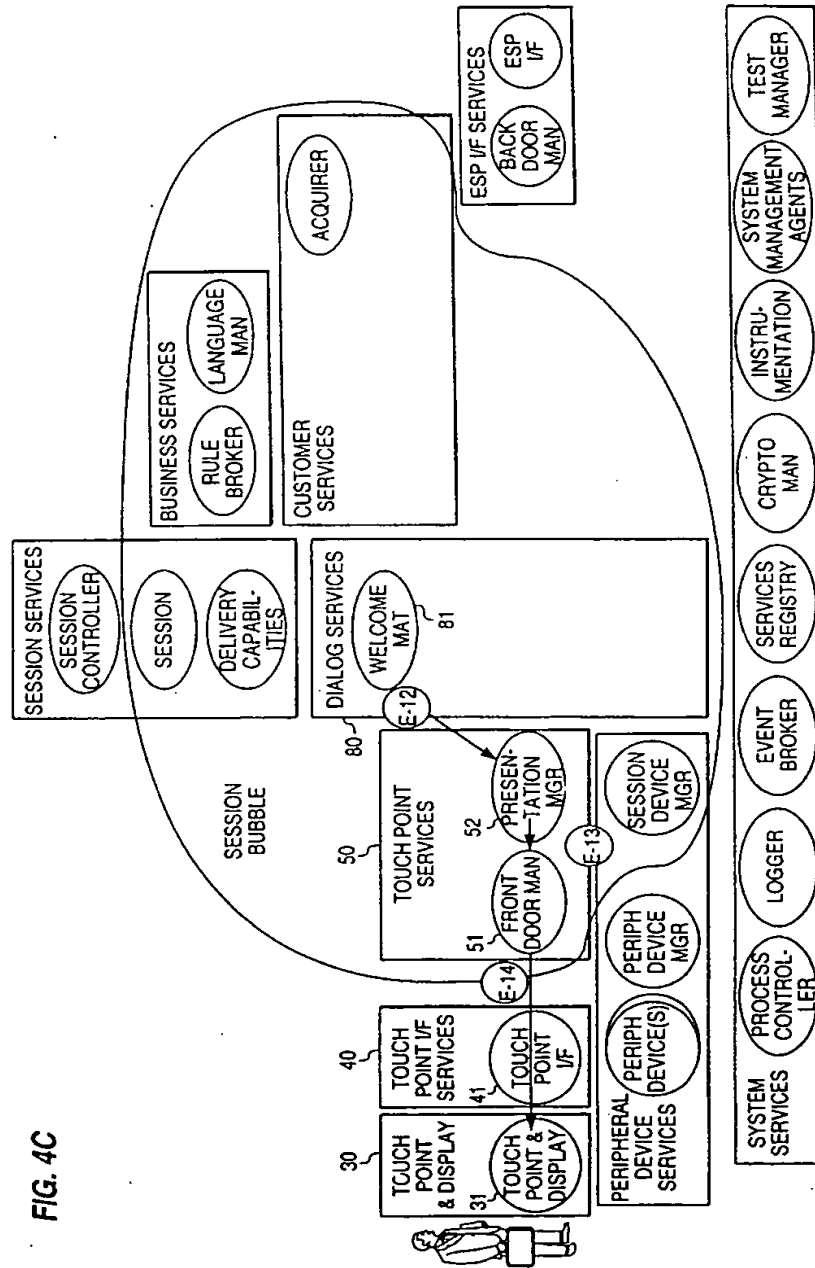 FIG. 4C
SESSION SERVICES
SESSION
CONTROLLER
SESSION
DELIVERY
CAPABIL-
ITIES
BUSINESS SERVICES
RULE
BROKER
LANGUAGE
MAN
CUSTOMER
SERVICES
ACQUIRER
ESP I/F SERVICES
BACK
DOOR
MAN
ESP
I/F
SESSION
BUBBLE
30
TOUCH
POINT
& DISPLAY
31
TOUCH
POINT &
DISPLAY
40
TOUCH
POINT I/F
SERVICES
41
TOUCH
POINT
I/F
E-14
50
TOUCH POINT
SERVICES
51
FRONT
DOOR MAN
52
PRESEN-
TATION
MGR
E-12
E-13
80
DIALOG SERVICES
WELCOME
MAT
81
PERIPHERAL
DEVICE
SERVICES
PERIPH
DEVICE(S)
PERIPH
DEVICE
MGR
SESSION
DEVICE
MGR
SYSTEM
SERVICES
PROCESS
CONTROL-
LER
LOGGER
EVENT
BROKER
SERVICES
REGISTRY
CRYPTO
MAN
INSTRU-
MENTATION
SYSTEM
MANAGEMENT
AGENTS
TEST
MANAGER